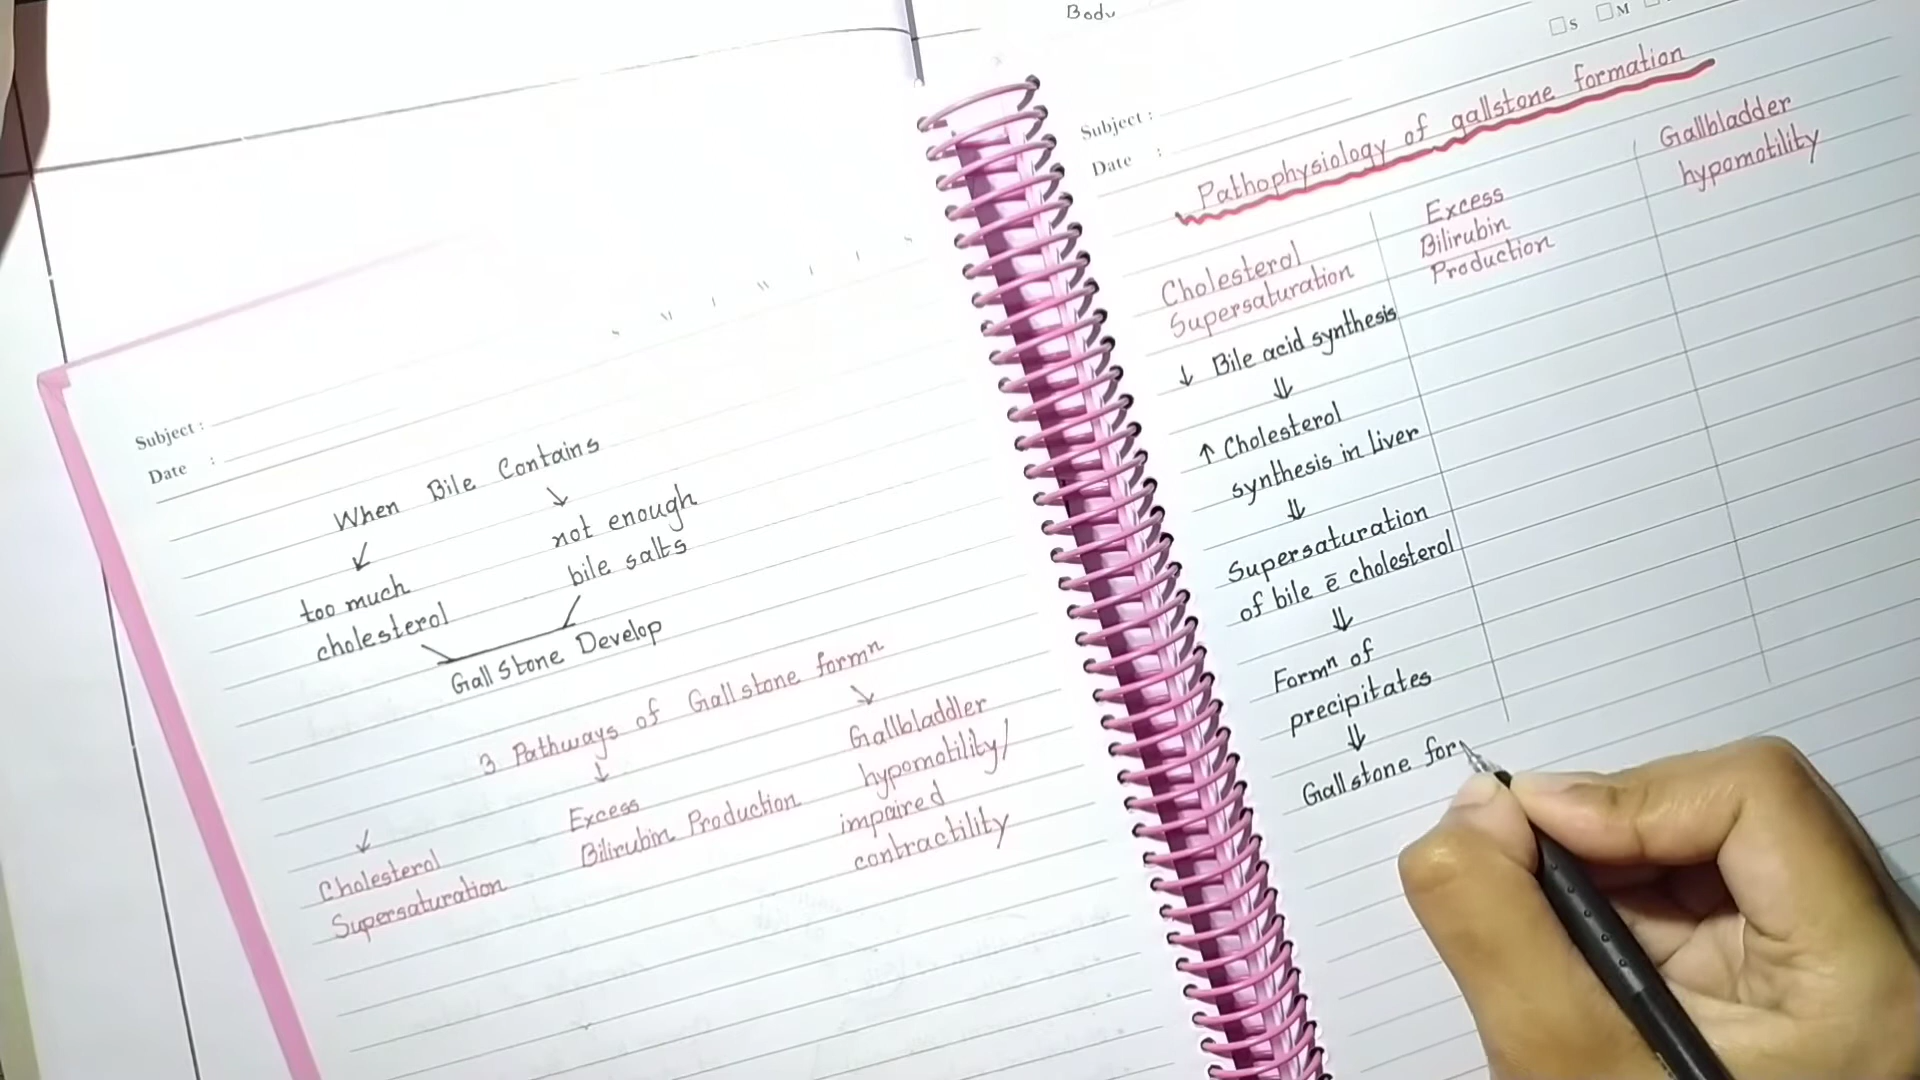 Subject :
Date :
When Bile Contains
↙ ↘
too much
cholesterol
not enough
bile salts
Gall Stone Develop
3 Pathways of Gall stone formⁿ
↙ ↓ ↘
Cholesterol
Supersaturation
Excess
Bilirubin Production
Gallbladdler
hypomotility/
impaired
contractility
Body
S M
Subject :
Date :
Pathophysiology of gallstone formation
Cholesterol
Supersaturation
Excess
Bilirubin
Production
Gallbladder
hypomotility
↓ Bile acid synthesis
⇓
↑ Cholesterol
synthesis in Liver
⇓
Supersaturation
of bile c̄ cholesterol
⇓
Formⁿ of
precipitates
⇓
Gall stone for